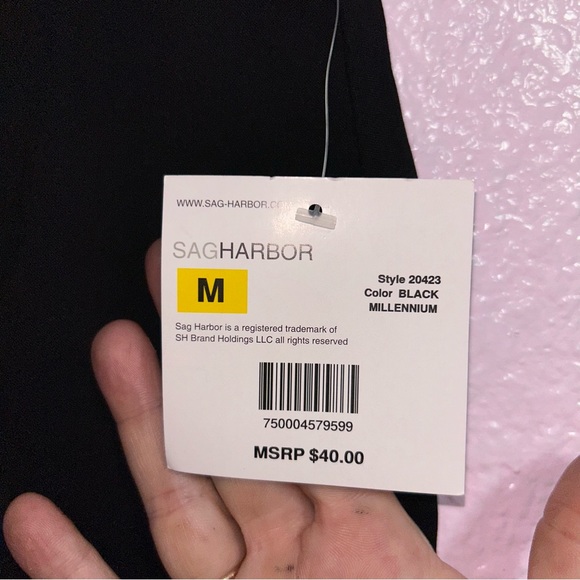 WWW.SAG-HARBOR.CO
SAGHARBOR
M
Style 20423
Color BLACK
MILLENNIUM
Sag Harbor is a registered trademark of
SH Brand Holdings LLC all rights reserved
750004579599
MSRP $40.00